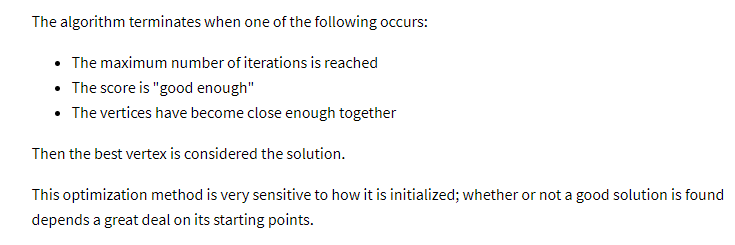 The algorithm terminates when one of the following occurs:
• The maximum number of iterations is reached
• The score is "good enough"
• The vertices have become close enough together
Then the best vertex is considered the solution.
This optimization method is very sensitive to how it is initialized; whether or not a good solution is found
depends a great deal on its starting points.